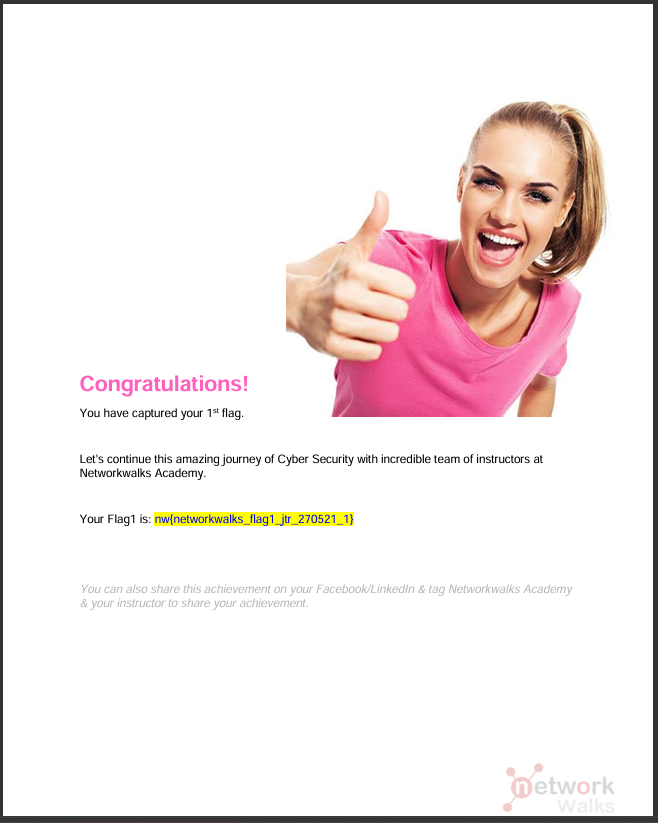 Congratulations!
You have captured your 1st flag.
Let's continue this amazing journey of Cyber Security with incredible team of instructors at
Networkwalks Academy.
Your Flag1 is: nw{networkwalks_flag1_jtr_270521_1}
You can also share this achievement on your Facebook/LinkedIn & tag Networkwalks Academy
& your instructor to share your achievement.
network
Walks